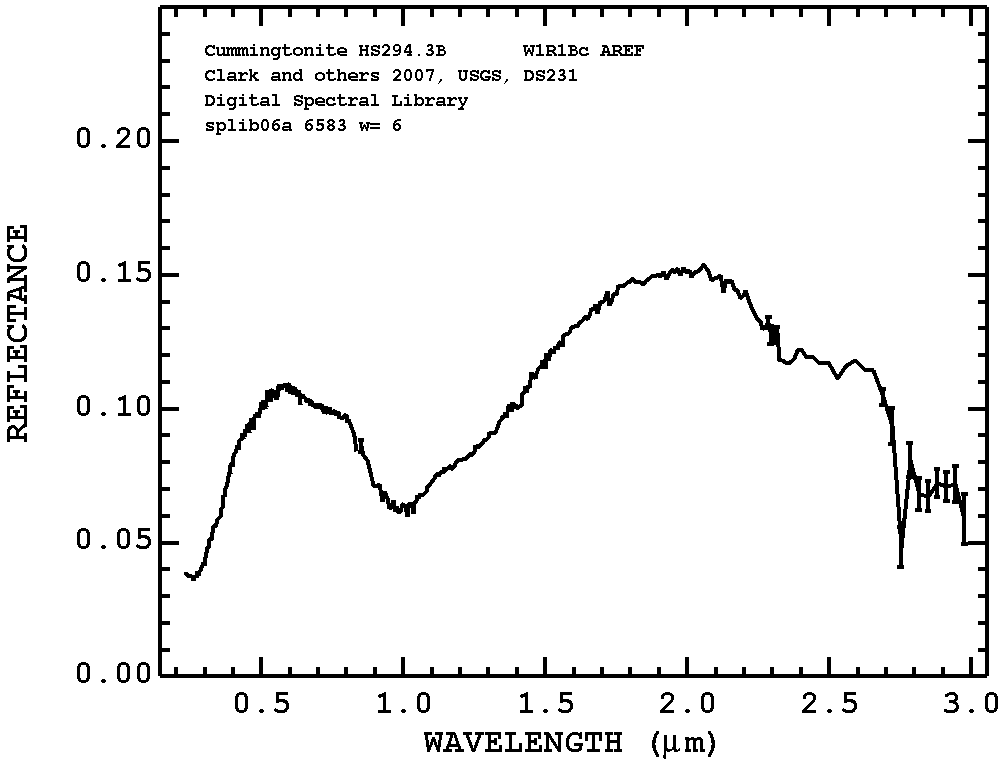 Cummingtonite HS294.3B W1R1Bc AREF
Clark and others 2007, USGS, DS231
Digital Spectral Library
splib06a 6583 w= 6
REFLECTANCE
0.20
0.15
0.10
0.05
0.00
0.5 1.0 1.5 2.0 2.5 3.0
WAVELENGTH (μm)